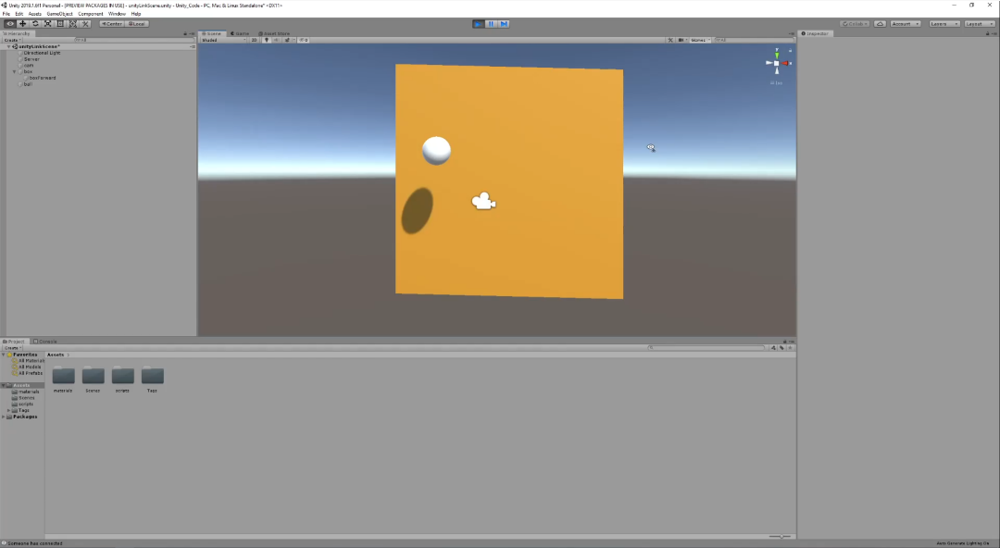 Unity 2019.1.6f1 Personal - [PREVIEW PACKAGES IN USE] - unityLinkScene.unity - Unity_Code - PC, Mac & Linux Standalone* <DX11>
File Edit Assets GameObject Component Window Help
Center Local
Collab Account Layers Layout
Hierarchy
Create All
unityLinkScene*
Directional Light
Server
cam
box
boxForward
ball
Scene Game Asset Store
Shaded 2D Gizmos All
y
Inspector
Project Console
Create
Favorites
All Materials
All Models
All Prefabs
Assets
materials
Scenes
scripts
Tags
Packages
Assets
materials Scenes scripts Tags
Someone has connected
Auto Generate Lighting On